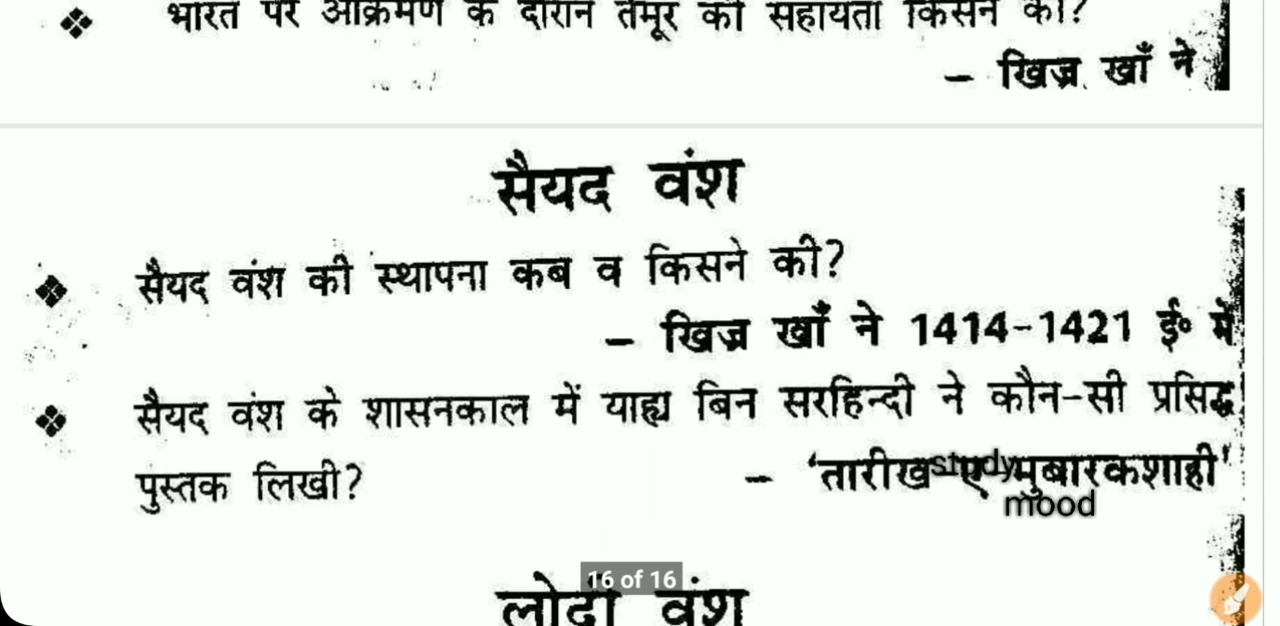 भारत पर आक्रमण के दौरान तैमूर की सहायता किसने की?
– खिज्र खाँ ने
सैयद वंश
सैयद वंश की स्थापना कब व किसने की?
– खिज्र खाँ ने 1414-1421 ई॰ में
सैयद वंश के शासनकाल में याह्य बिन सरहिन्दी ने कौन-सी प्रसिद्ध
पुस्तक लिखी? – 'तारीख-ए-मुबारकशाही'
study
mood
16 of 16
लोदी वंश